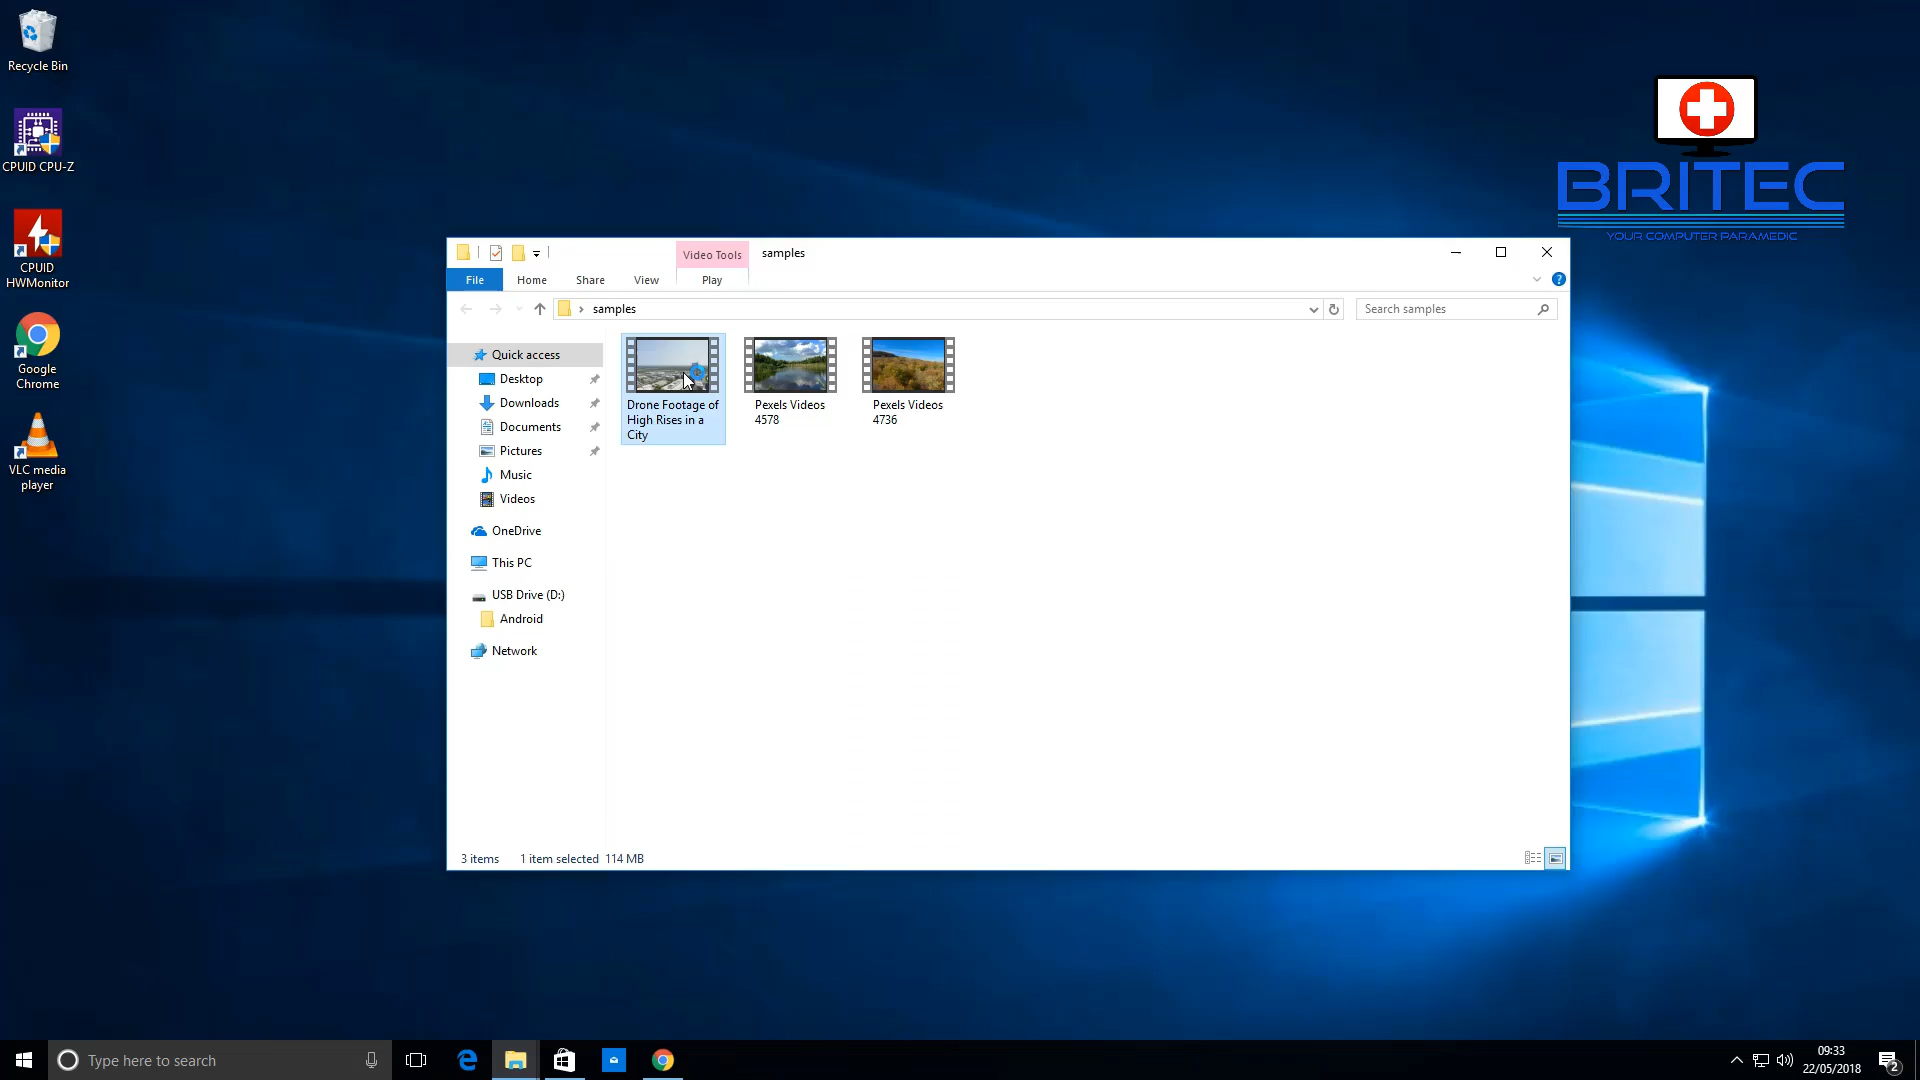 Recycle Bin
CPUID CPU-Z
CPUID
HWMonitor
Google
Chrome
VLC media
player
BRITEC
YOUR COMPUTER PARAMEDIC
Video Tools
samples
File
Home
Share
View
Play
samples
Search samples
Quick access
Desktop
Downloads
Documents
Pictures
Music
Videos
OneDrive
This PC
USB Drive (D:)
Android
Network
Drone Footage of
High Rises in a
City
Pexels Videos
4578
Pexels Videos
4736
3 items
1 item selected 114 MB
Type here to search
09:33
22/05/2018
2